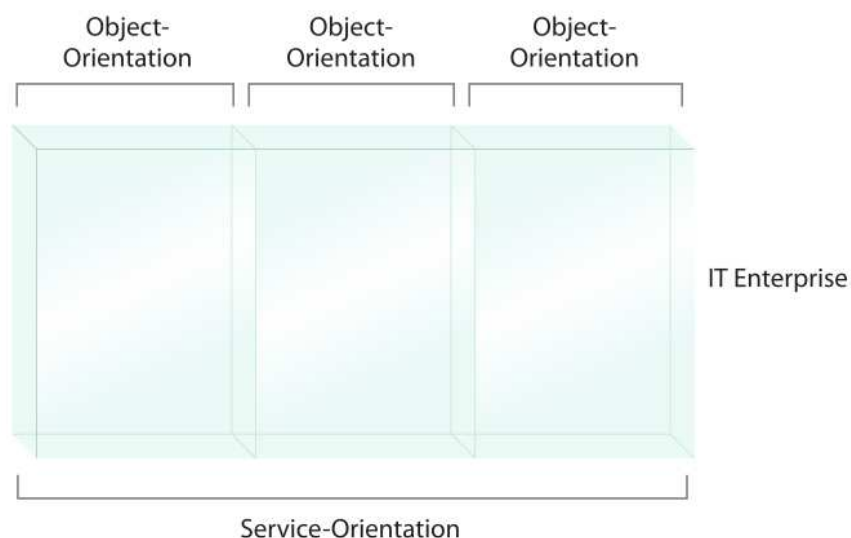 Object-
Orientation
Object-
Orientation
Object-
Orientation
IT Enterprise
Service-Orientation